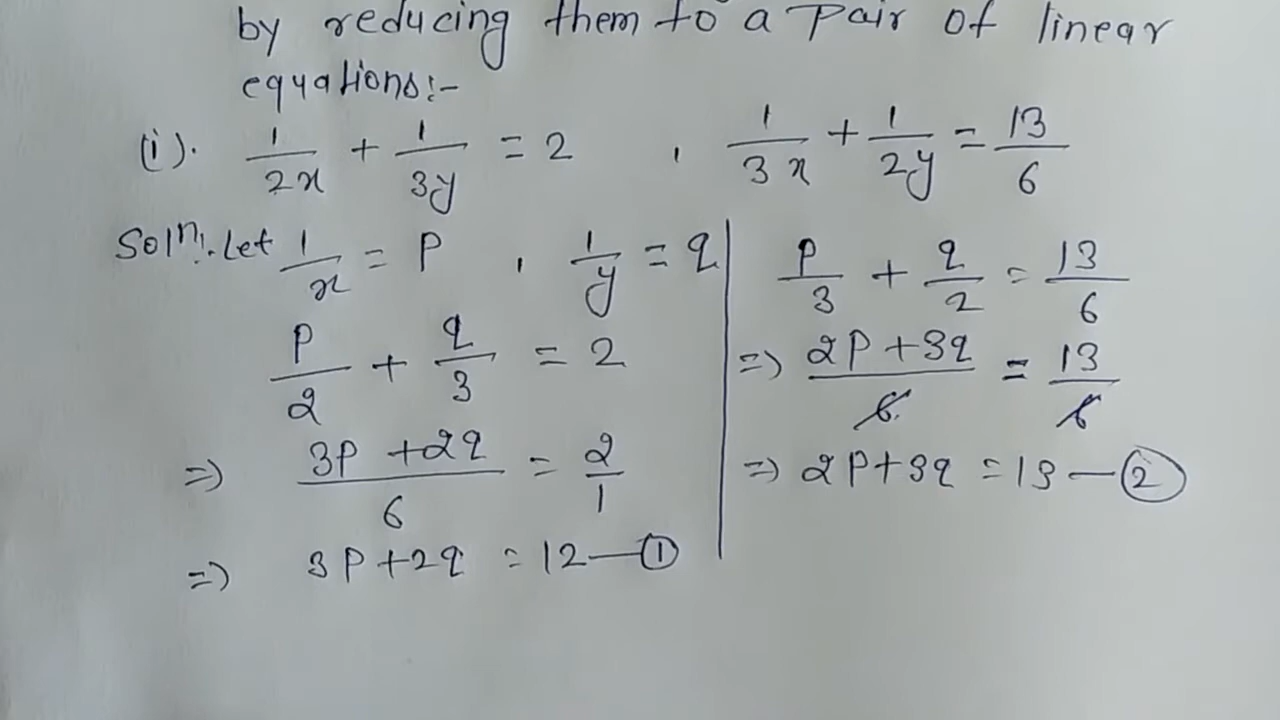 by reducing them to a pair of linear
equations:-
(i). 1/2x + 1/3y = 2 , 1/3x + 1/2y = 13/6
Solⁿ:. Let 1/x = P , 1/y = q
P/2 + q/3 = 2
=> (3P + 2q)/6 = 2/1
=> 3P + 2q = 12 — ①
P/3 + q/2 = 13/6
=> (2P + 3q)/6 = 13/6
=> 2P + 3q = 13 — ②